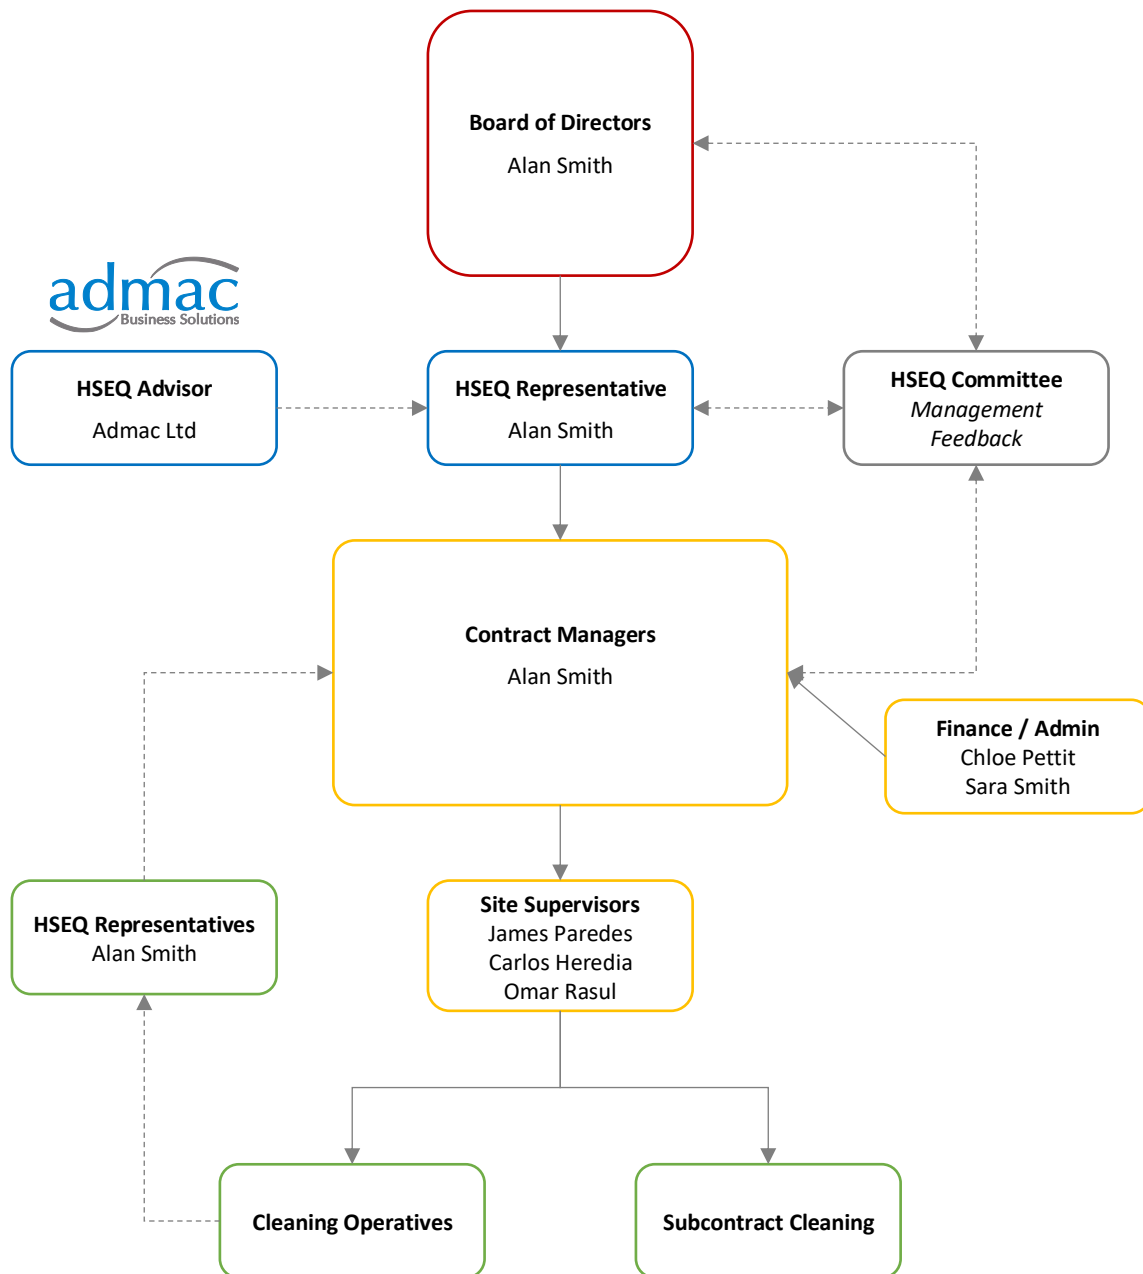 Board of Directors
Alan Smith
admac
Business Solutions
HSEQ Advisor
Admac Ltd
HSEQ Representative
Alan Smith
HSEQ Committee
Management
Feedback
Contract Managers
Alan Smith
Finance / Admin
Chloe Pettit
Sara Smith
HSEQ Representatives
Alan Smith
Site Supervisors
James Paredes
Carlos Heredia
Omar Rasul
Cleaning Operatives
Subcontract Cleaning